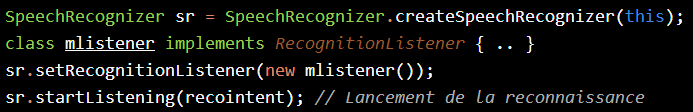 SpeechRecognizer sr = SpeechRecognizer.createSpeechRecognizer(this);
class mlistener implements RecognitionListener { .. }
sr.setRecognitionListener(new mlistener());
sr.startListening(recointent); // Lancement de la reconnaissance